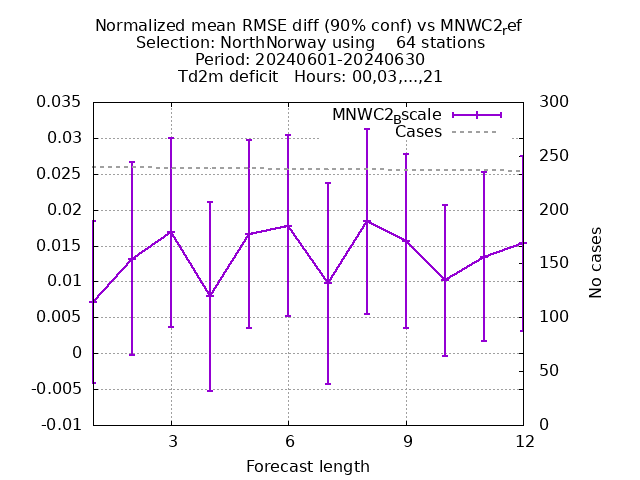 Normalized mean RMSE diff (90% conf) vs MNWC2_ref
Selection: NorthNorway using    64 stations
Period: 20240601-20240630
Td2m deficit   Hours: 00,03,...,21
MNWC2_Bscale
Cases
0.035
0.03
0.025
0.02
0.015
0.01
0.005
0
-0.005
-0.01
300
250
200
150
100
50
0
No cases
3
6
9
12
Forecast length